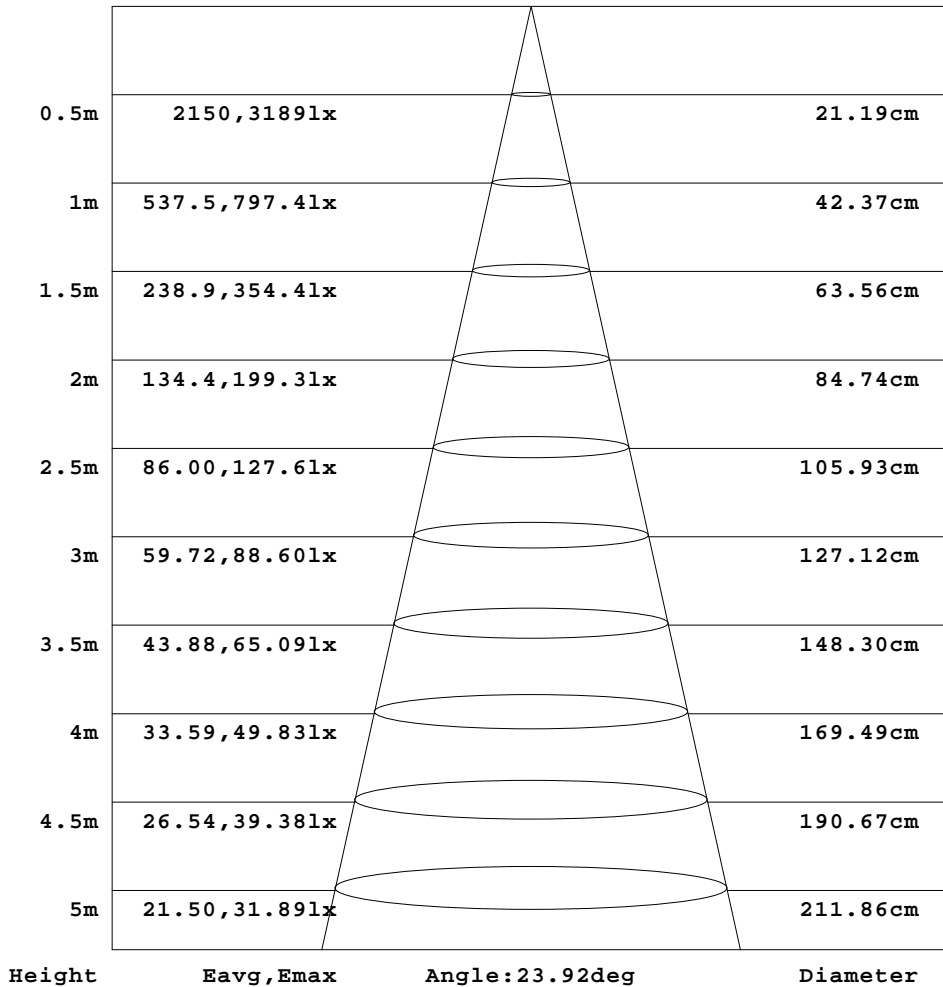 0.5m 2150,3189lx 21.19cm
1m 537.5,797.4lx 42.37cm
1.5m 238.9,354.4lx 63.56cm
2m 134.4,199.3lx 84.74cm
2.5m 86.00,127.6lx 105.93cm
3m 59.72,88.60lx 127.12cm
3.5m 43.88,65.09lx 148.30cm
4m 33.59,49.83lx 169.49cm
4.5m 26.54,39.38lx 190.67cm
5m 21.50,31.89lx 211.86cm
Height Eavg,Emax Angle:23.92deg Diameter